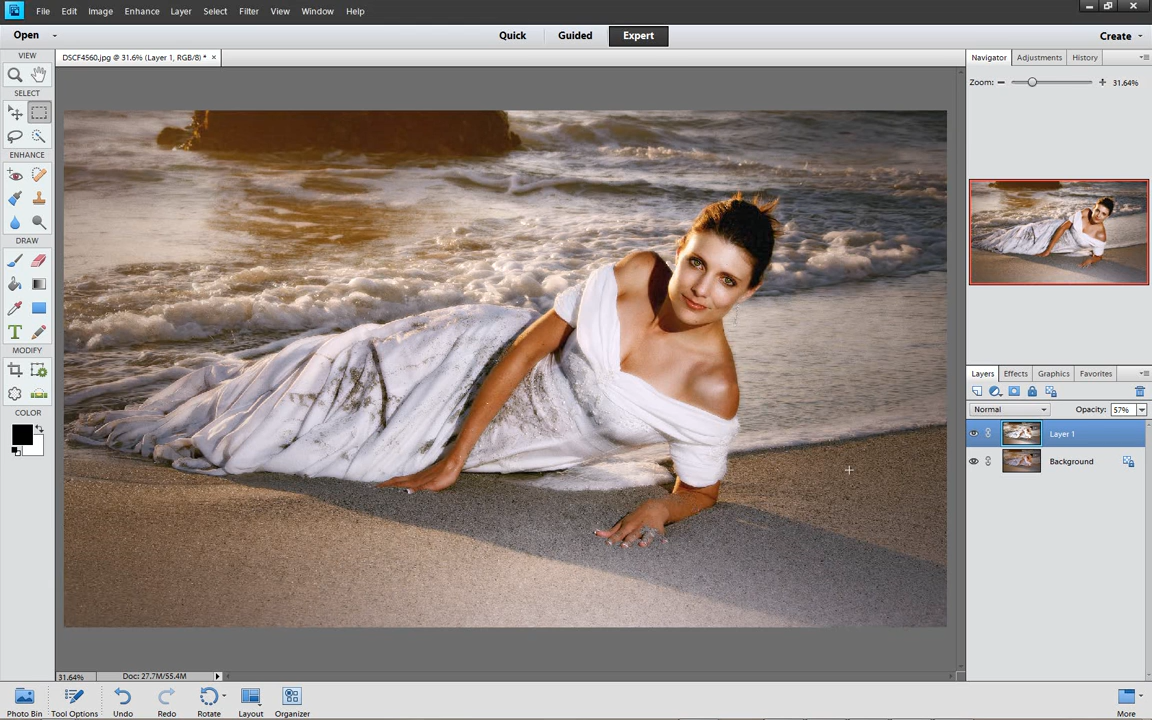 File Edit Image Enhance Layer Select Filter View Window Help
Open Quick Guided Expert Create
VIEW
DSCF4560.jpg @ 31.6% (Layer 1, RGB/8) * ×
Navigator Adjustments History
Zoom: 31.64%
SELECT
ENHANCE
DRAW
T
MODIFY
COLOR
Layers Effects Graphics Favorites
Normal Opacity: 57%
Layer 1
Background
31.64% Doc: 27.7M/55.4M
Photo Bin Tool Options Undo Redo Rotate Layout Organizer More